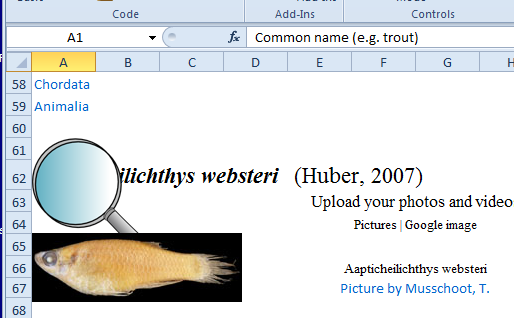 Code Add-Ins Controls
A1 fx Common name (e.g. trout)
A B C D E F G H
58 Chordata
59 Animalia
60
61
62 ilichthys websteri (Huber, 2007)
63 Upload your photos and video
64 Pictures | Google image
65
66 Aapticheilichthys websteri
67 Picture by Musschoot, T.
68